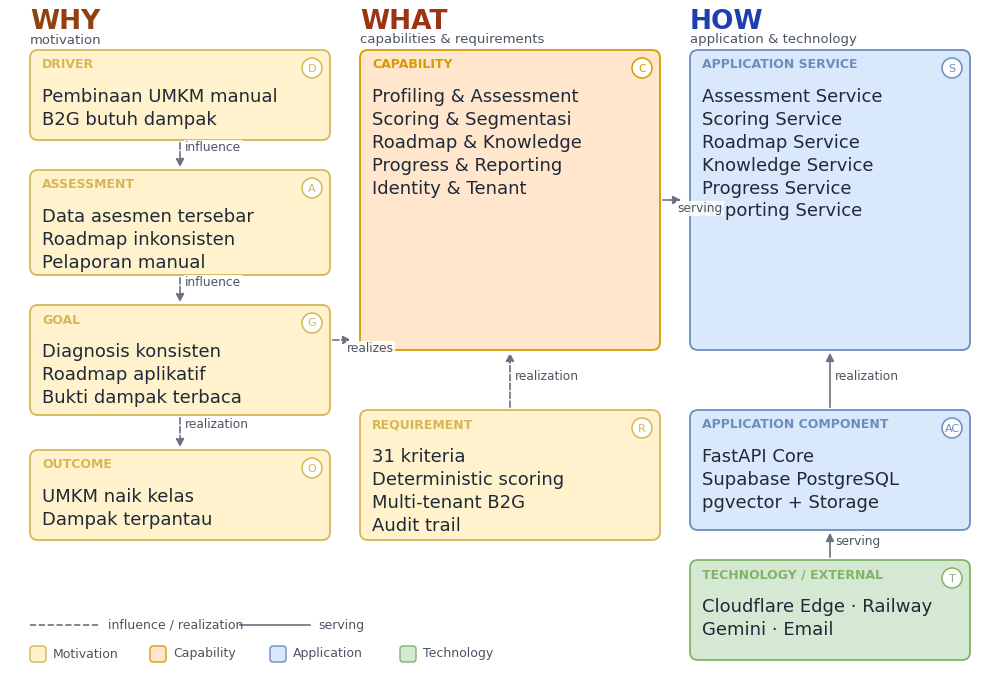 WHY
motivation
DRIVER
D
Pembinaan UMKM manual
B2G butuh dampak
influence
ASSESSMENT
A
Data asesmen tersebar
Roadmap inkonsisten
Pelaporan manual
influence
GOAL
G
Diagnosis konsisten
Roadmap aplikatif
Bukti dampak terbaca
realizes
realization
OUTCOME
O
UMKM naik kelas
Dampak terpantau
WHAT
capabilities & requirements
CAPABILITY
C
Profiling & Assessment
Scoring & Segmentasi
Roadmap & Knowledge
Progress & Reporting
Identity & Tenant
serving
realization
REQUIREMENT
R
31 kriteria
Deterministic scoring
Multi-tenant B2G
Audit trail
HOW
application & technology
APPLICATION SERVICE
S
Assessment Service
Scoring Service
Roadmap Service
Knowledge Service
Progress Service
porting Service
realization
APPLICATION COMPONENT
AC
FastAPI Core
Supabase PostgreSQL
pgvector + Storage
serving
TECHNOLOGY / EXTERNAL
T
Cloudflare Edge · Railway
Gemini · Email
influence / realization
serving
Motivation
Capability
Application
Technology